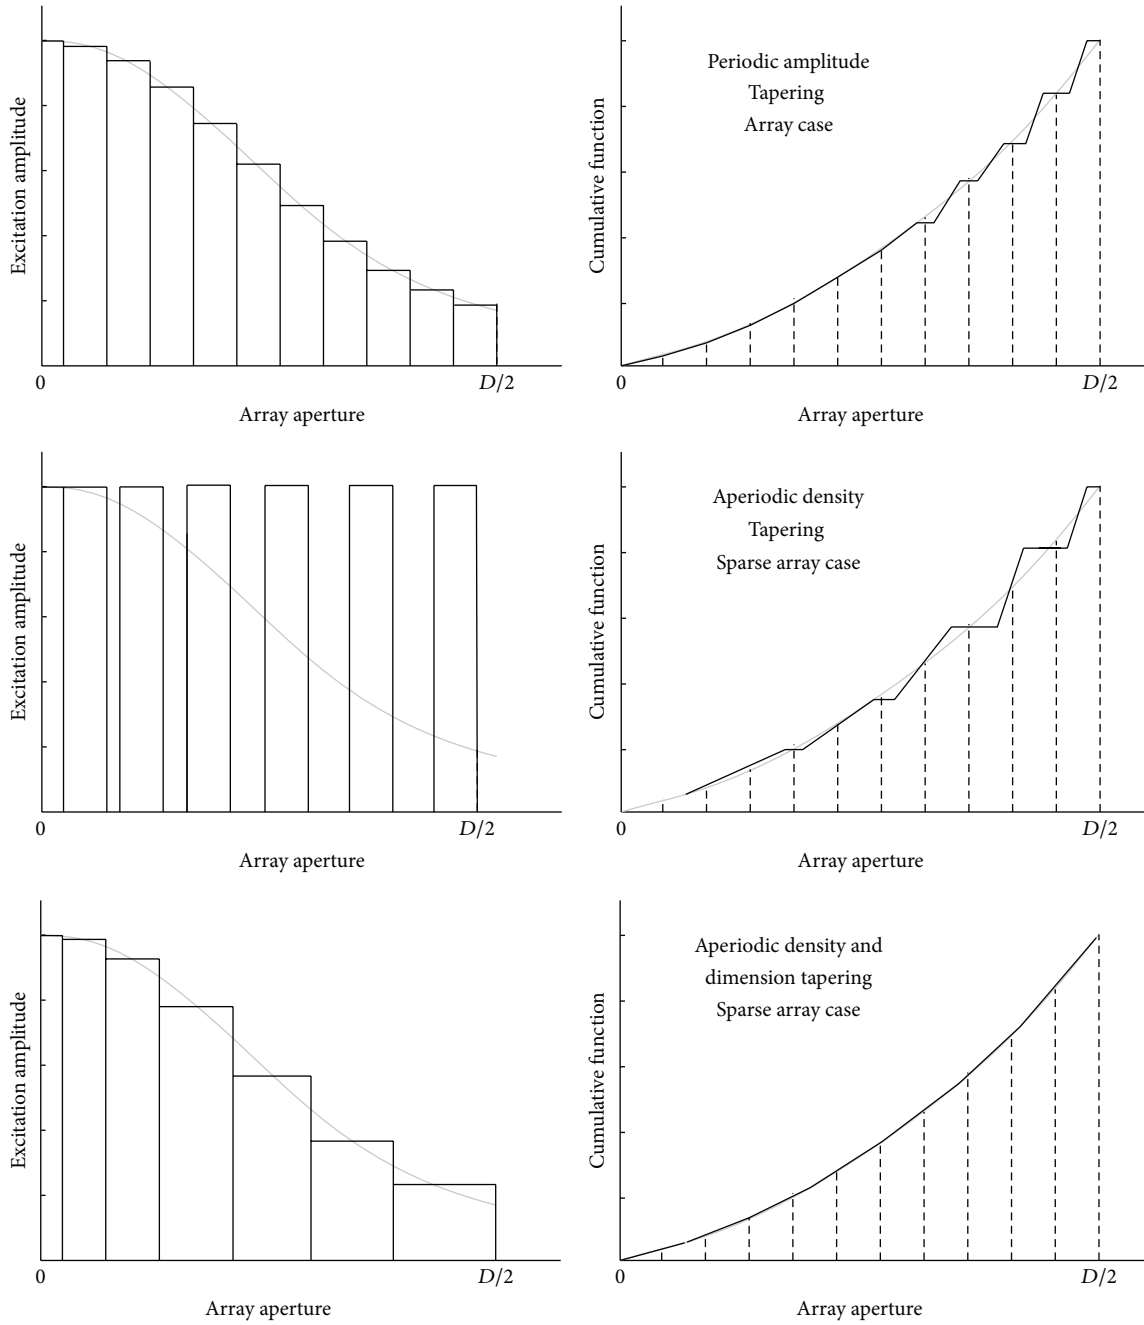 Excitation amplitude
0
D/2
Array aperture
Cumulative function
Periodic amplitude
Tapering
Array case
0
D/2
Array aperture
Excitation amplitude
0
D/2
Array aperture
Cumulative function
Aperiodic density
Tapering
Sparse array case
0
D/2
Array aperture
Excitation amplitude
0
D/2
Array aperture
Cumulative function
Aperiodic density and
dimension tapering
Sparse array case
0
D/2
Array aperture